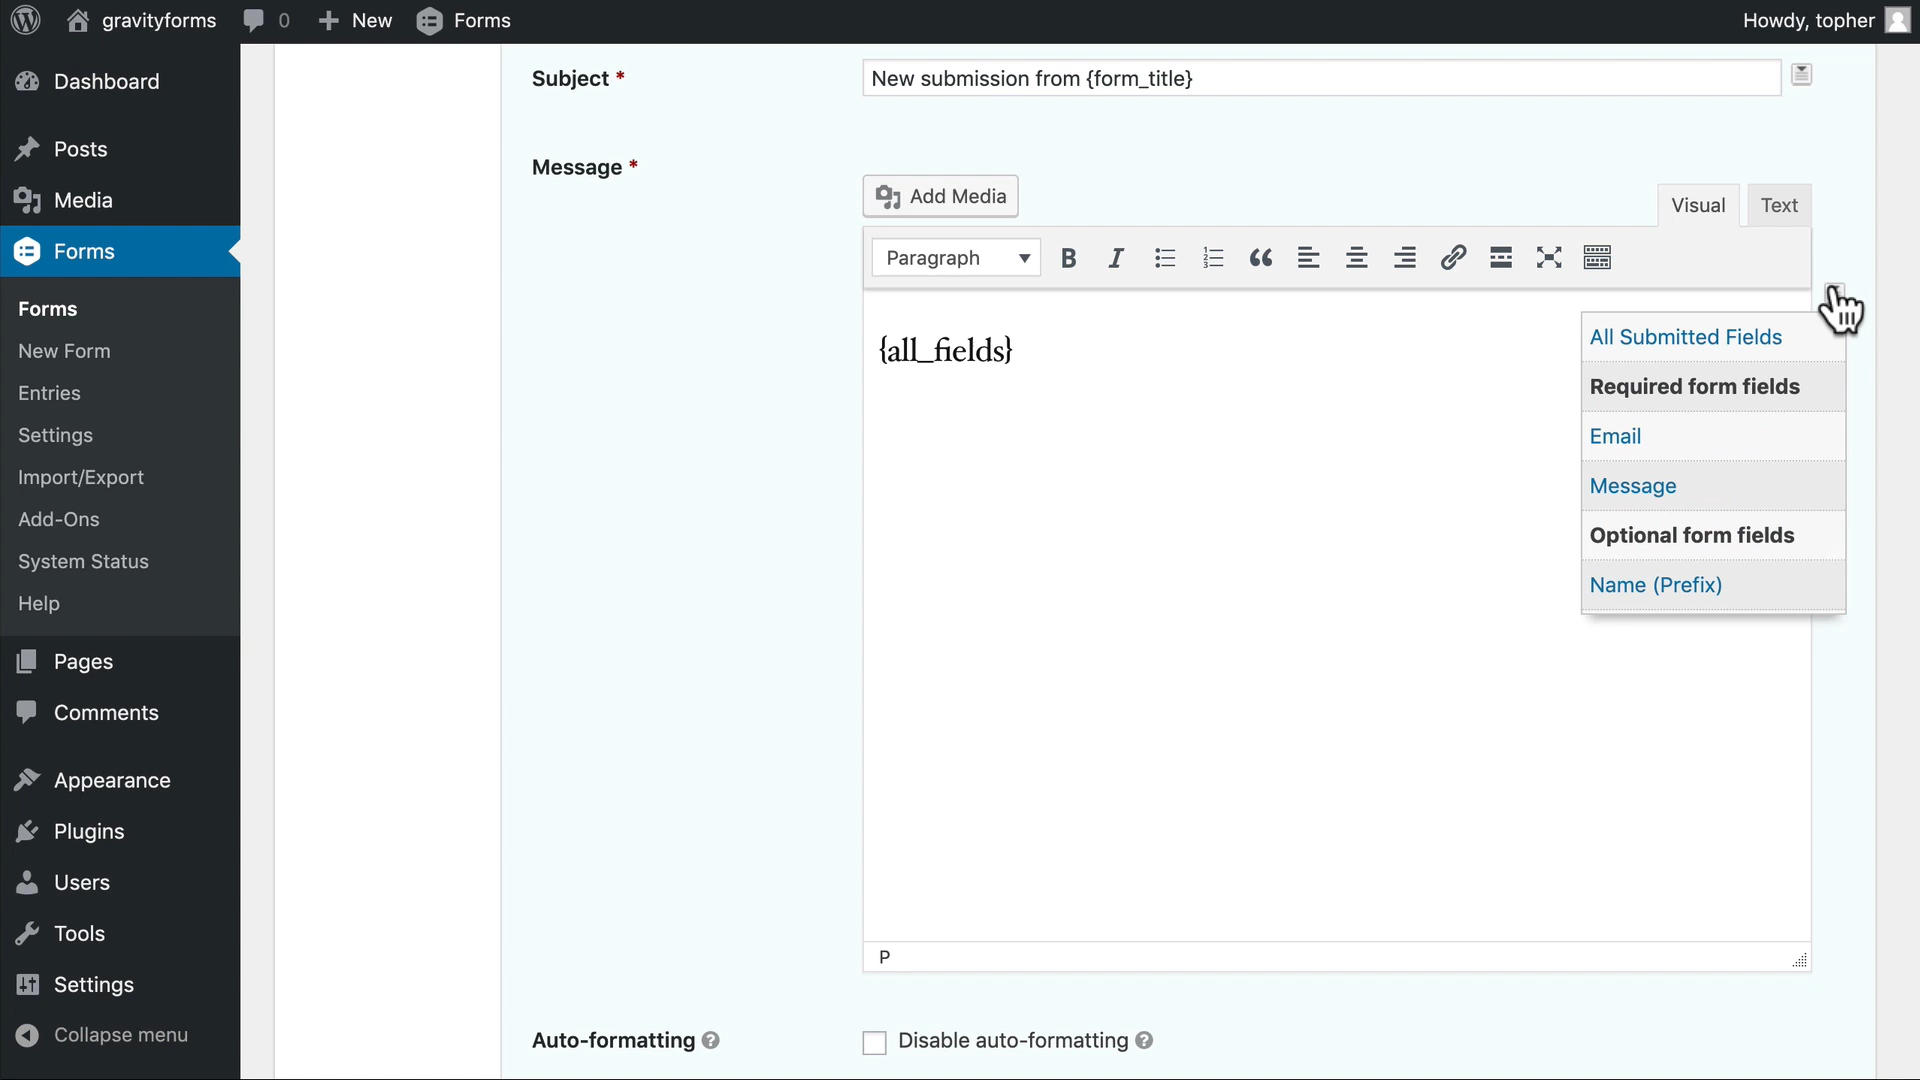 gravityforms 0 New Forms Howdy, topher
Dashboard
Posts
Media
Forms
Forms
New Form
Entries
Settings
Import/Export
Add-Ons
System Status
Help
Pages
Comments
Appearance
Plugins
Users
Tools
Settings
Collapse menu
Subject * New submission from {form_title}
Message *
Add Media
Visual Text
Paragraph
{all_fields}
All Submitted Fields
Required form fields
Email
Message
Optional form fields
Name (Prefix)
P
Auto-formatting Disable auto-formatting